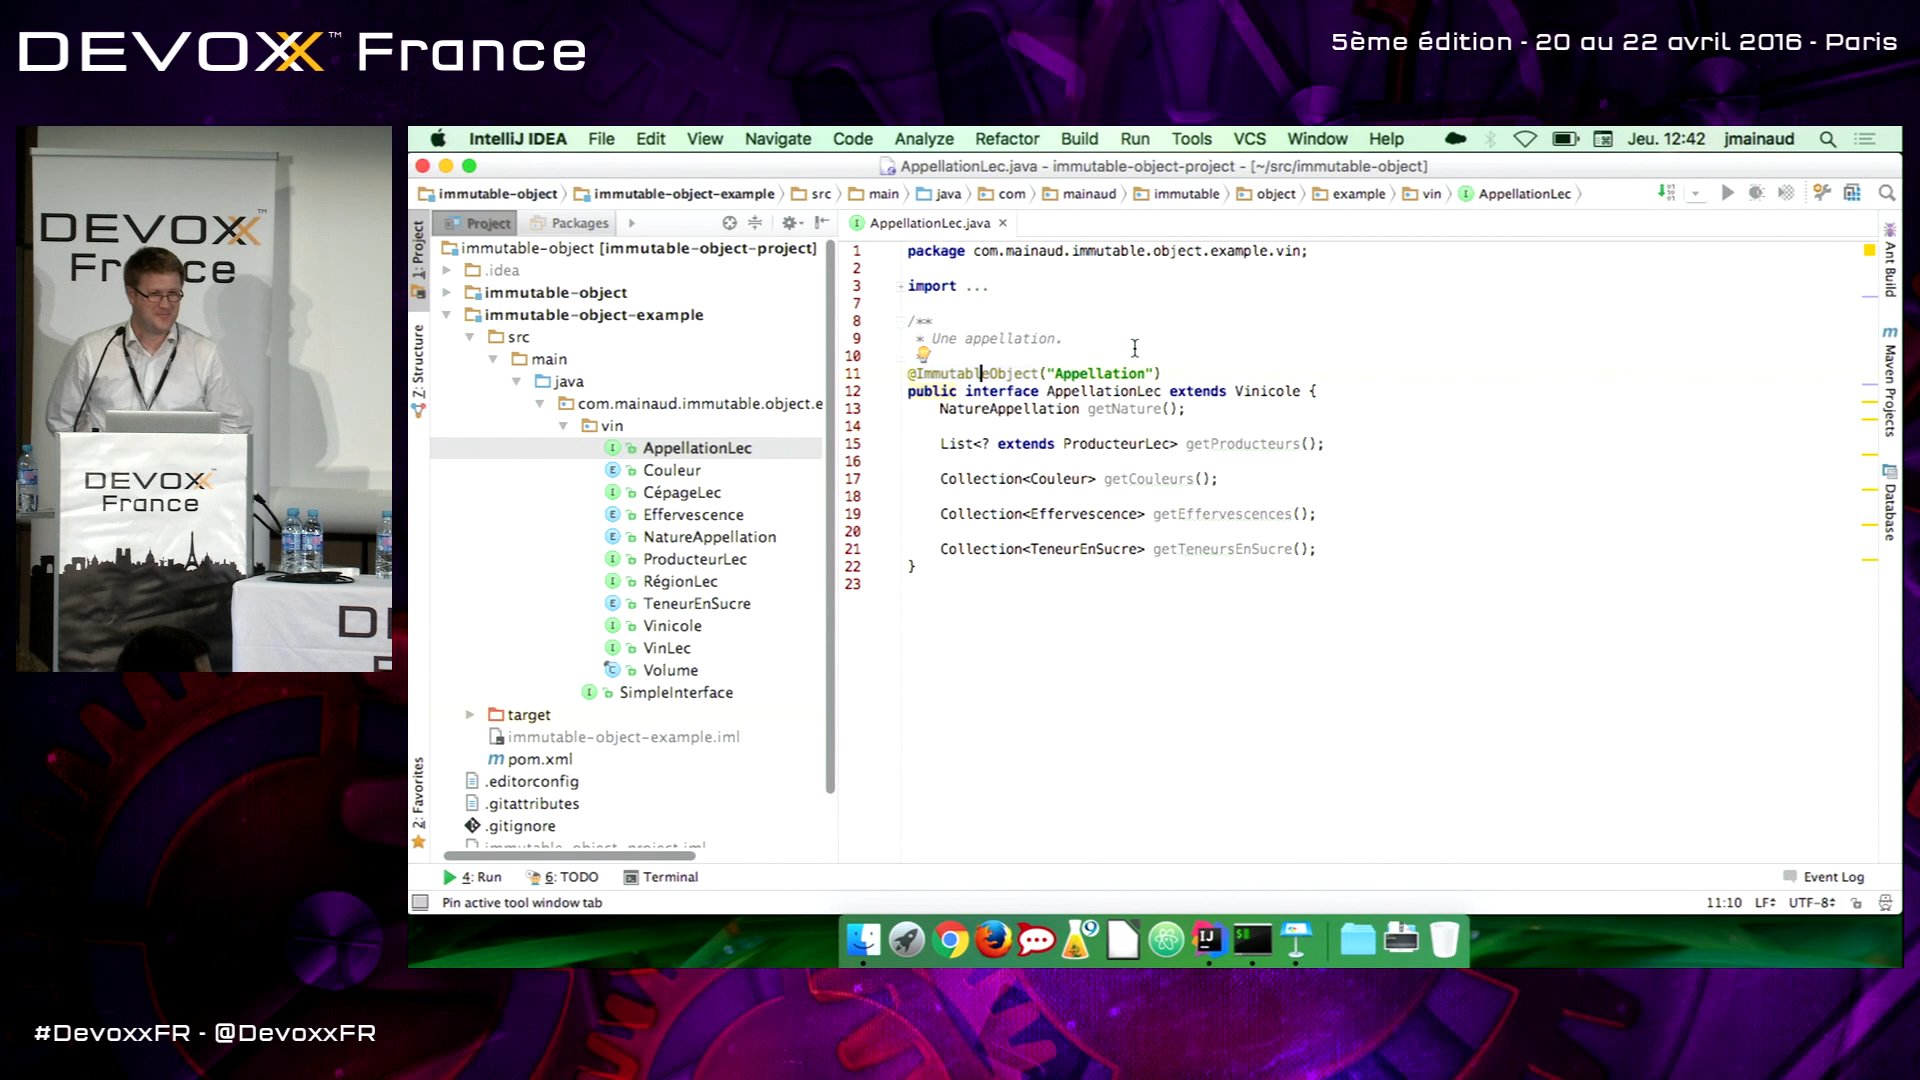 DEVOXX™ France
5ème édition - 20 au 22 avril 2016 - Paris
DEVOXX™
France
DEVOXX
France
IntelliJ IDEA File Edit View Navigate Code Analyze Refactor Build Run Tools VCS Window Help Jeu. 12:42 jmainaud
AppellationLec.java - immutable-object-project - [~/src/immutable-object]
immutable-object immutable-object-example src main java com mainaud immutable object example vin AppellationLec
Project Packages
AppellationLec.java
1: Project
Z: Structure
2: Favorites
immutable-object [immutable-object-project]
.idea
immutable-object
immutable-object-example
src
main
java
com.mainaud.immutable.object.e
vin
AppellationLec
Couleur
CépageLec
Effervescence
NatureAppellation
ProducteurLec
RégionLec
TeneurEnSucre
Vinicole
VinLec
Volume
SimpleInterface
target
immutable-object-example.iml
pom.xml
.editorconfig
.gitattributes
.gitignore
1 package com.mainaud.immutable.object.example.vin;
2
3 import ...
7
8 /**
9 * Une appellation.
10
11 @ImmutableObject("Appellation")
12 public interface AppellationLec extends Vinicole {
13 NatureAppellation getNature();
14
15 List<? extends ProducteurLec> getProducteurs();
16
17 Collection<Couleur> getCouleurs();
18
19 Collection<Effervescence> getEffervescences();
20
21 Collection<TeneurEnSucre> getTeneursEnSucre();
22 }
23
Ant Build
Maven Projects
Database
4: Run 6: TODO Terminal Event Log
Pin active tool window tab 11:10 LF UTF-8
#DevoxxFR - @DevoxxFR